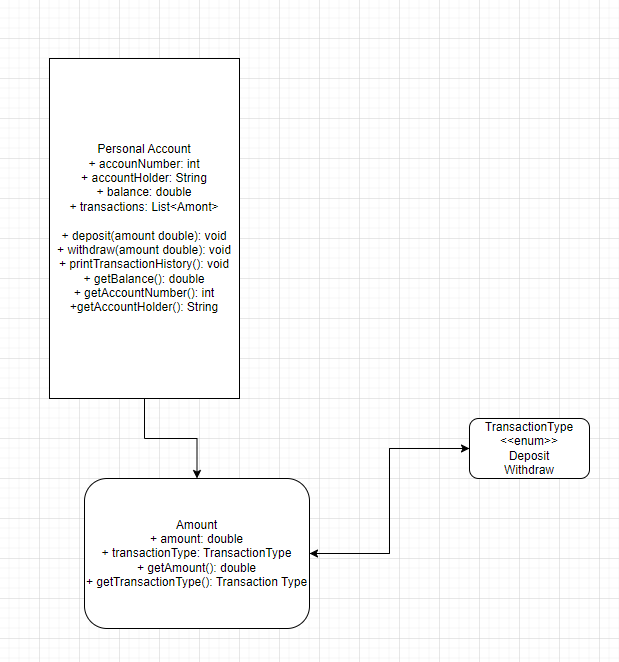 Personal Account
+ accounNumber: int
+ accountHolder: String
+ balance: double
+ transactions: List<Amont>
+ deposit(amount double): void
+ withdraw(amount double): void
+ printTransactionHistory(): void
+ getBalance(): double
+ getAccountNumber(): int
+getAccountHolder(): String
TransactionType
<<enum>>
Deposit
Withdraw
Amount
+ amount: double
+ transactionType: TransactionType
+ getAmount(): double
+ getTransactionType(): Transaction Type